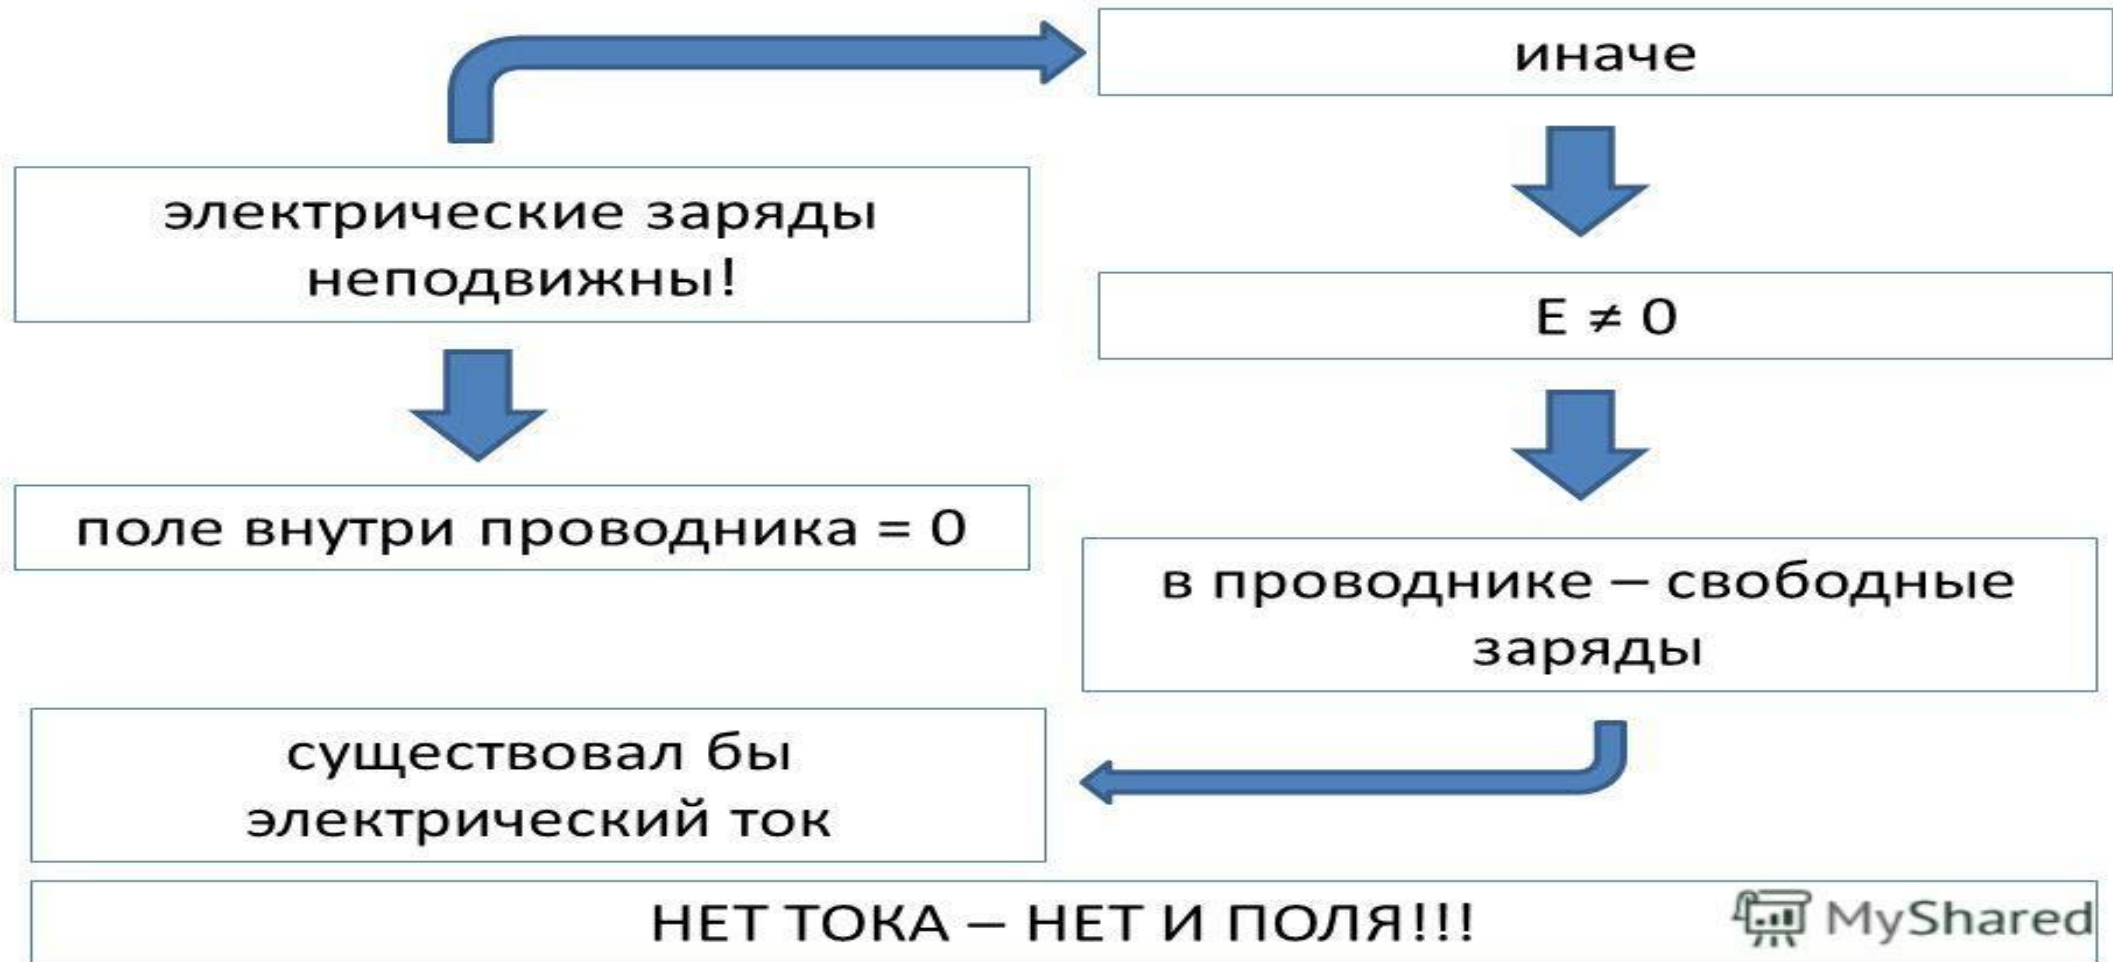 иначе
электрические заряды
неподвижны!
E ≠ 0
поле внутри проводника = 0
в проводнике – свободные
заряды
существовал бы
электрический ток
НЕТ ТОКА – НЕТ И ПОЛЯ!!!
MyShared